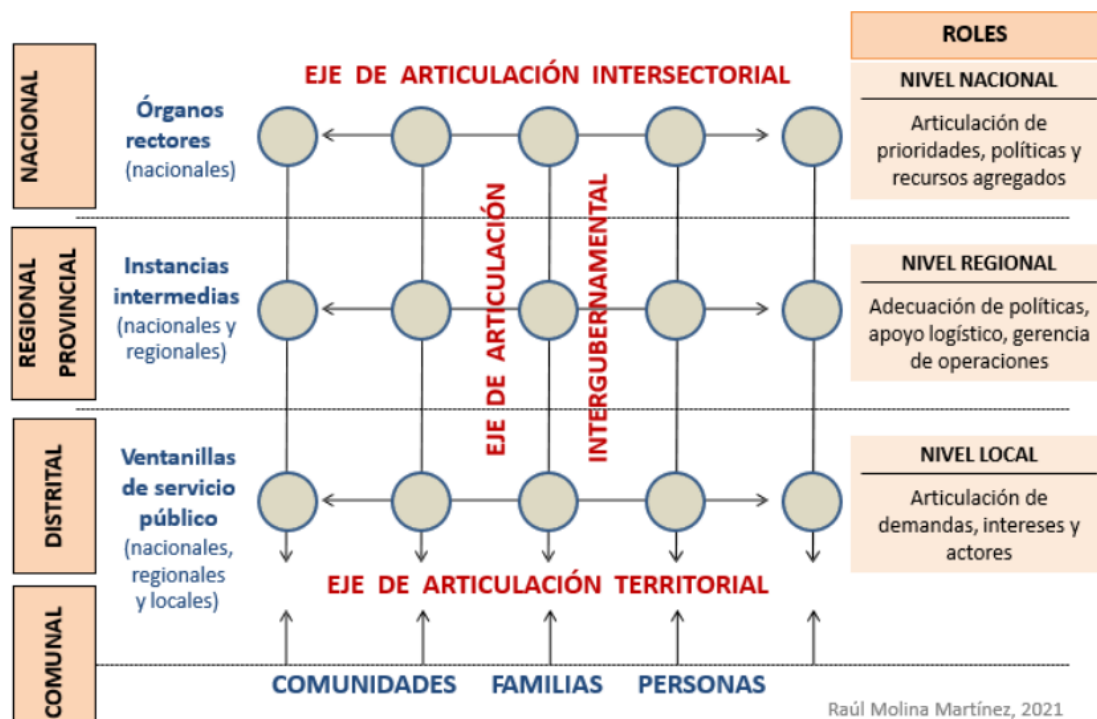 ROLES
EJE DE ARTICULACIÓN INTERSECTORIAL
NACIONAL
Órganos
rectores
(nacionales)
NIVEL NACIONAL
Articulación de
prioridades, políticas y
recursos agregados
EJE DE ARTICULACIÓN
INTERGUBERNAMENTAL
REGIONAL
PROVINCIAL
Instancias
intermedias
(nacionales y
regionales)
NIVEL REGIONAL
Adecuación de políticas,
apoyo logístico, gerencia
de operaciones
DISTRITAL
Ventanillas
de servicio
público
(nacionales,
regionales
y locales)
NIVEL LOCAL
Articulación de
demandas, intereses y
actores
EJE DE ARTICULACIÓN TERRITORIAL
COMUNAL
COMUNIDADES FAMILIAS PERSONAS
Raúl Molina Martínez, 2021